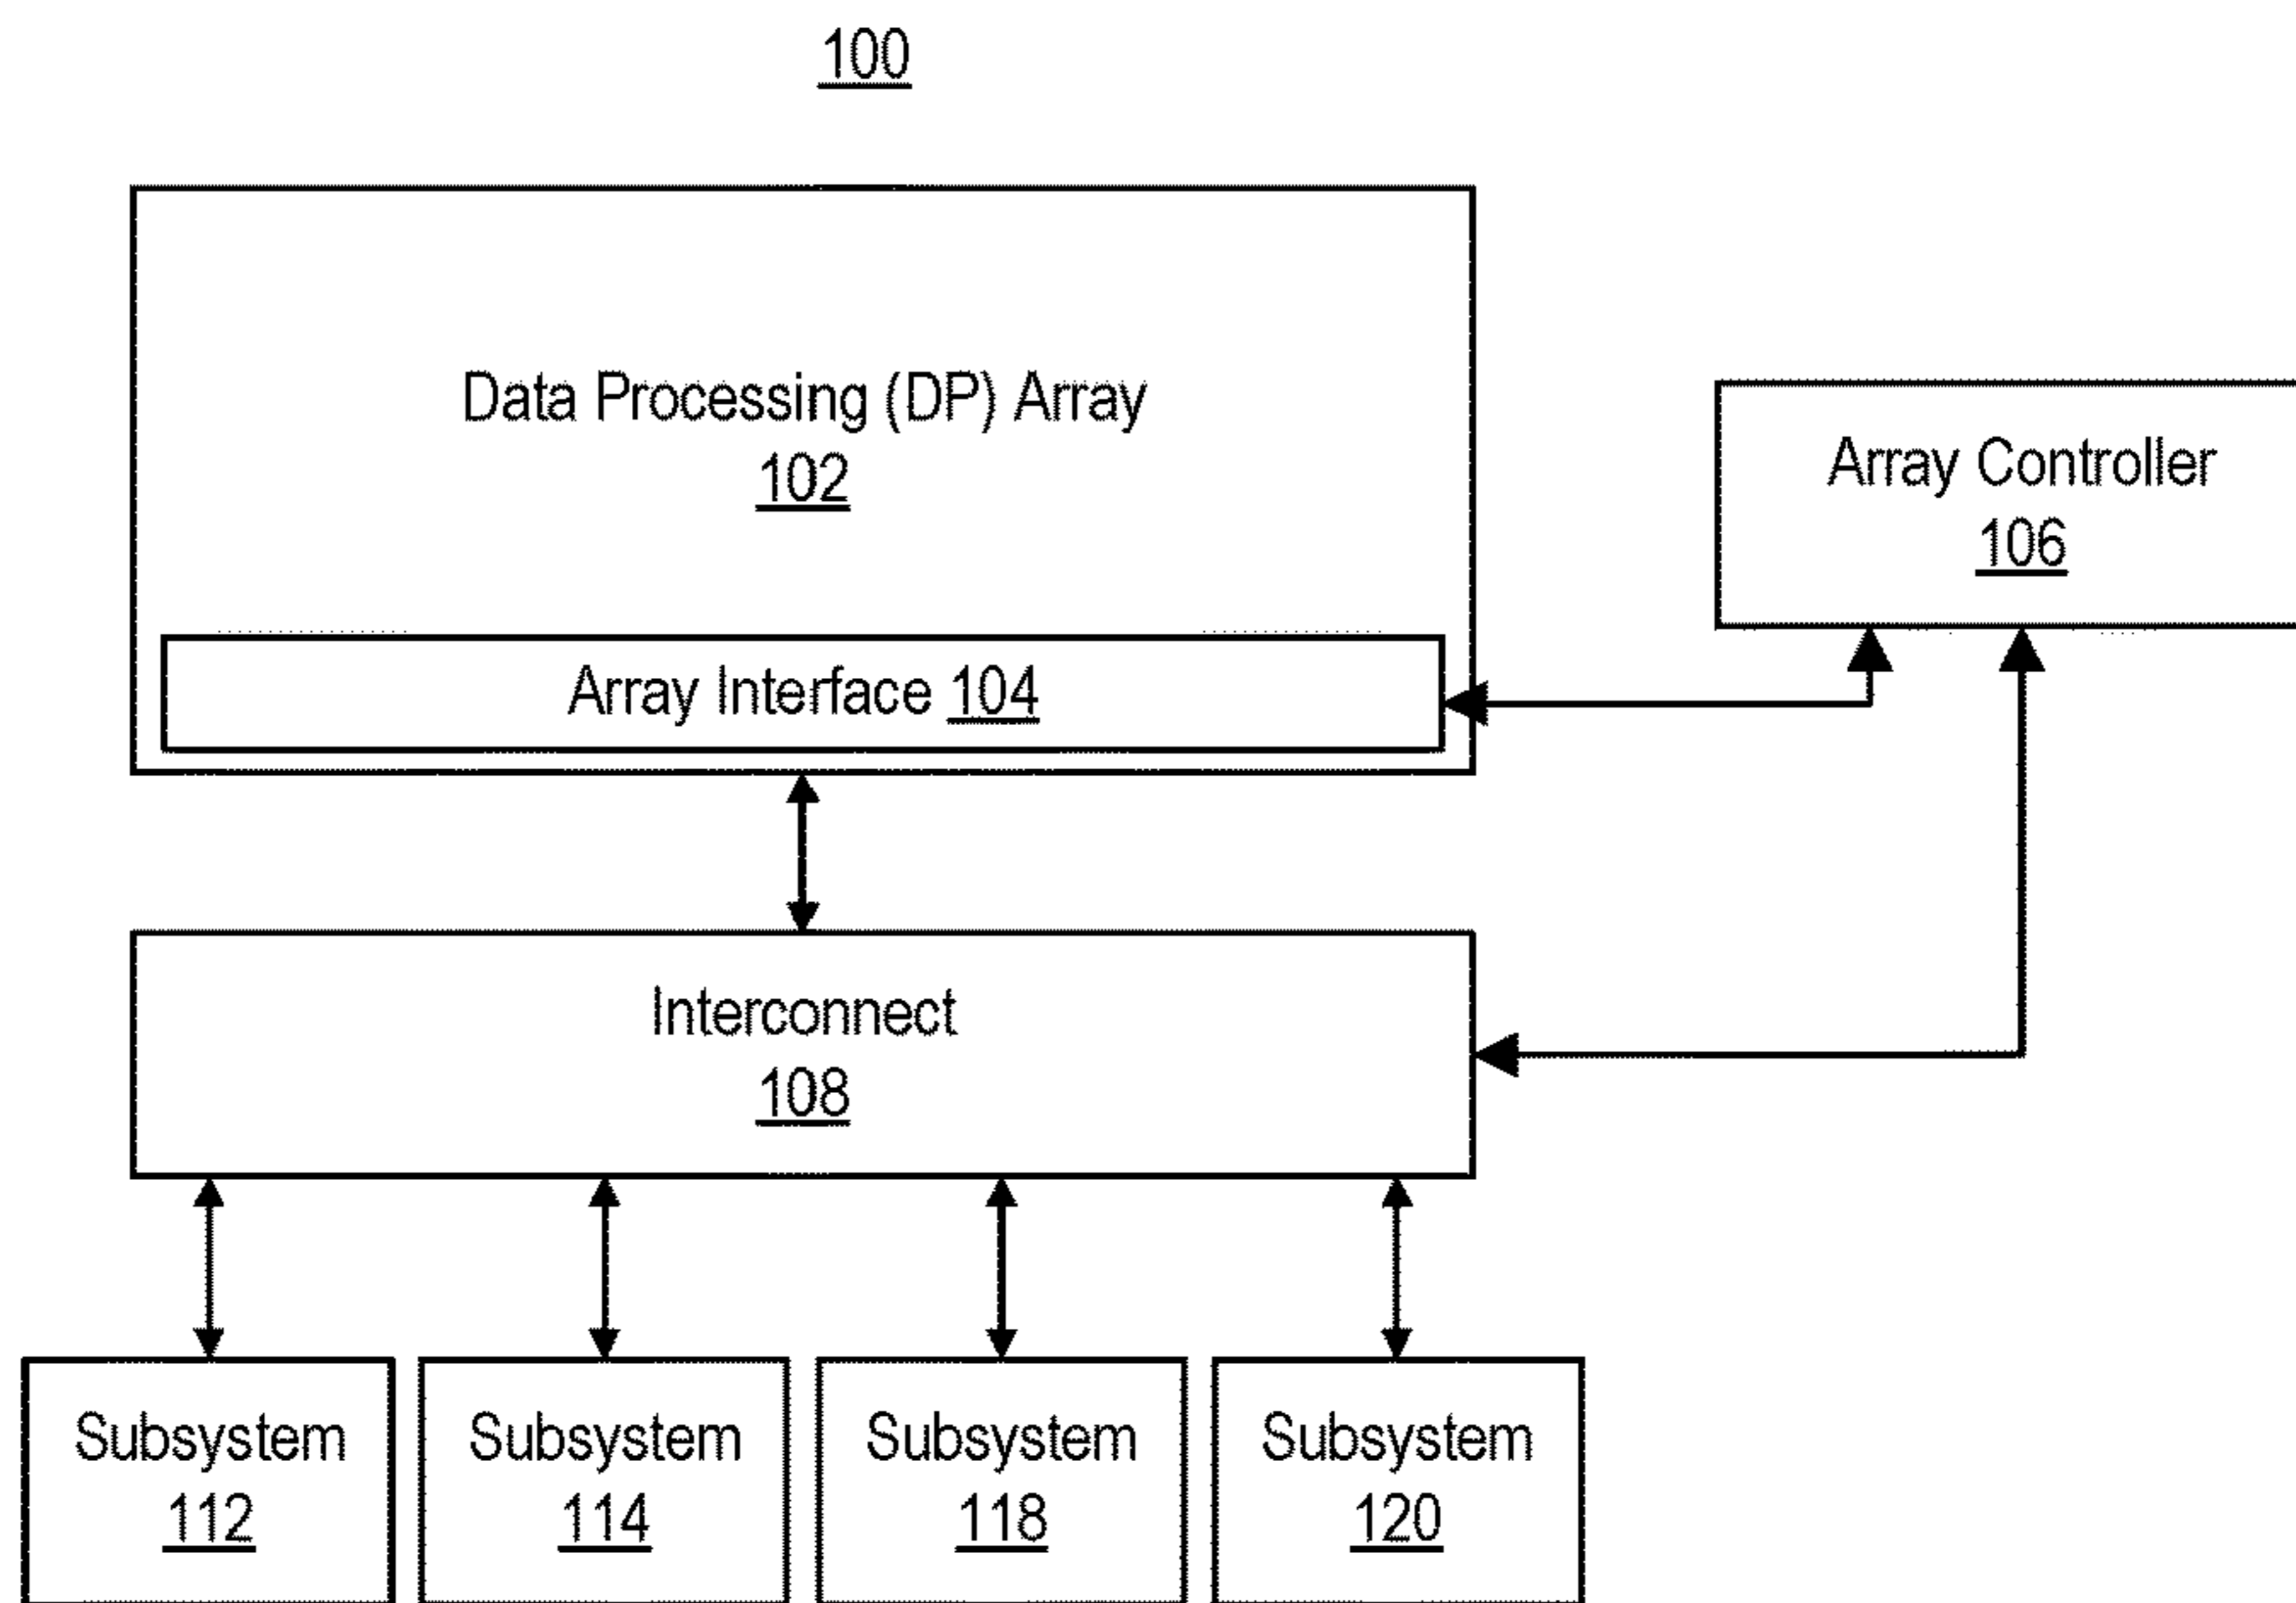 100
Data Processing (DP) Array
102
Array Interface 104
Array Controller
106
Interconnect
108
Subsystem
112
Subsystem
114
Subsystem
118
Subsystem
120